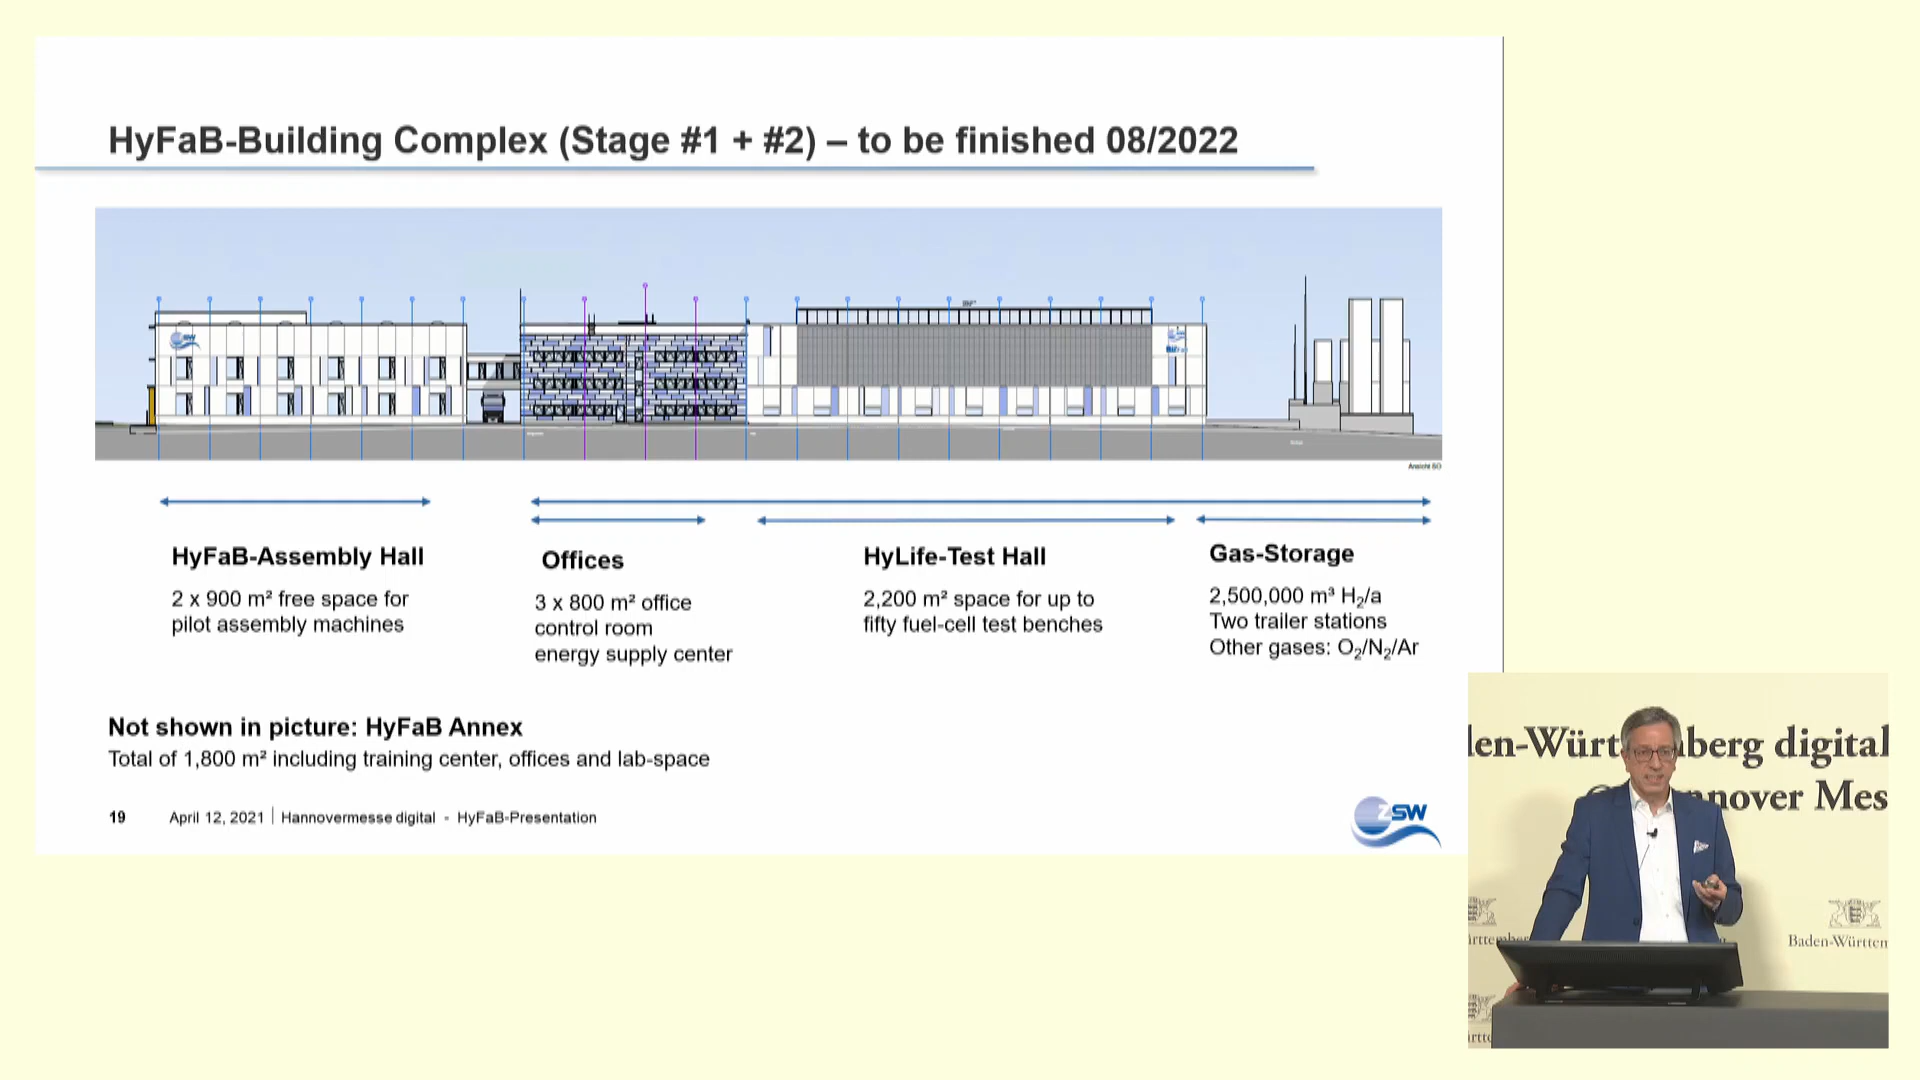 HyFaB-Building Complex (Stage #1 + #2) – to be finished 08/2022
ZSW
Ansicht SO
HyFaB-Assembly Hall
2 x 900 m² free space for
pilot assembly machines
Offices
3 x 800 m² office
control room
energy supply center
HyLife-Test Hall
2,200 m² space for up to
fifty fuel-cell test benches
Gas-Storage
2,500,000 m³ H₂/a
Two trailer stations
Other gases: O₂/N₂/Ar
Not shown in picture: HyFaB Annex
Total of 1,800 m² including training center, offices and lab-space
19 April 12, 2021 | Hannovermesse digital - HyFaB-Presentation
ZSW
den-Württemberg digital
nnover Mes
Baden-Württem